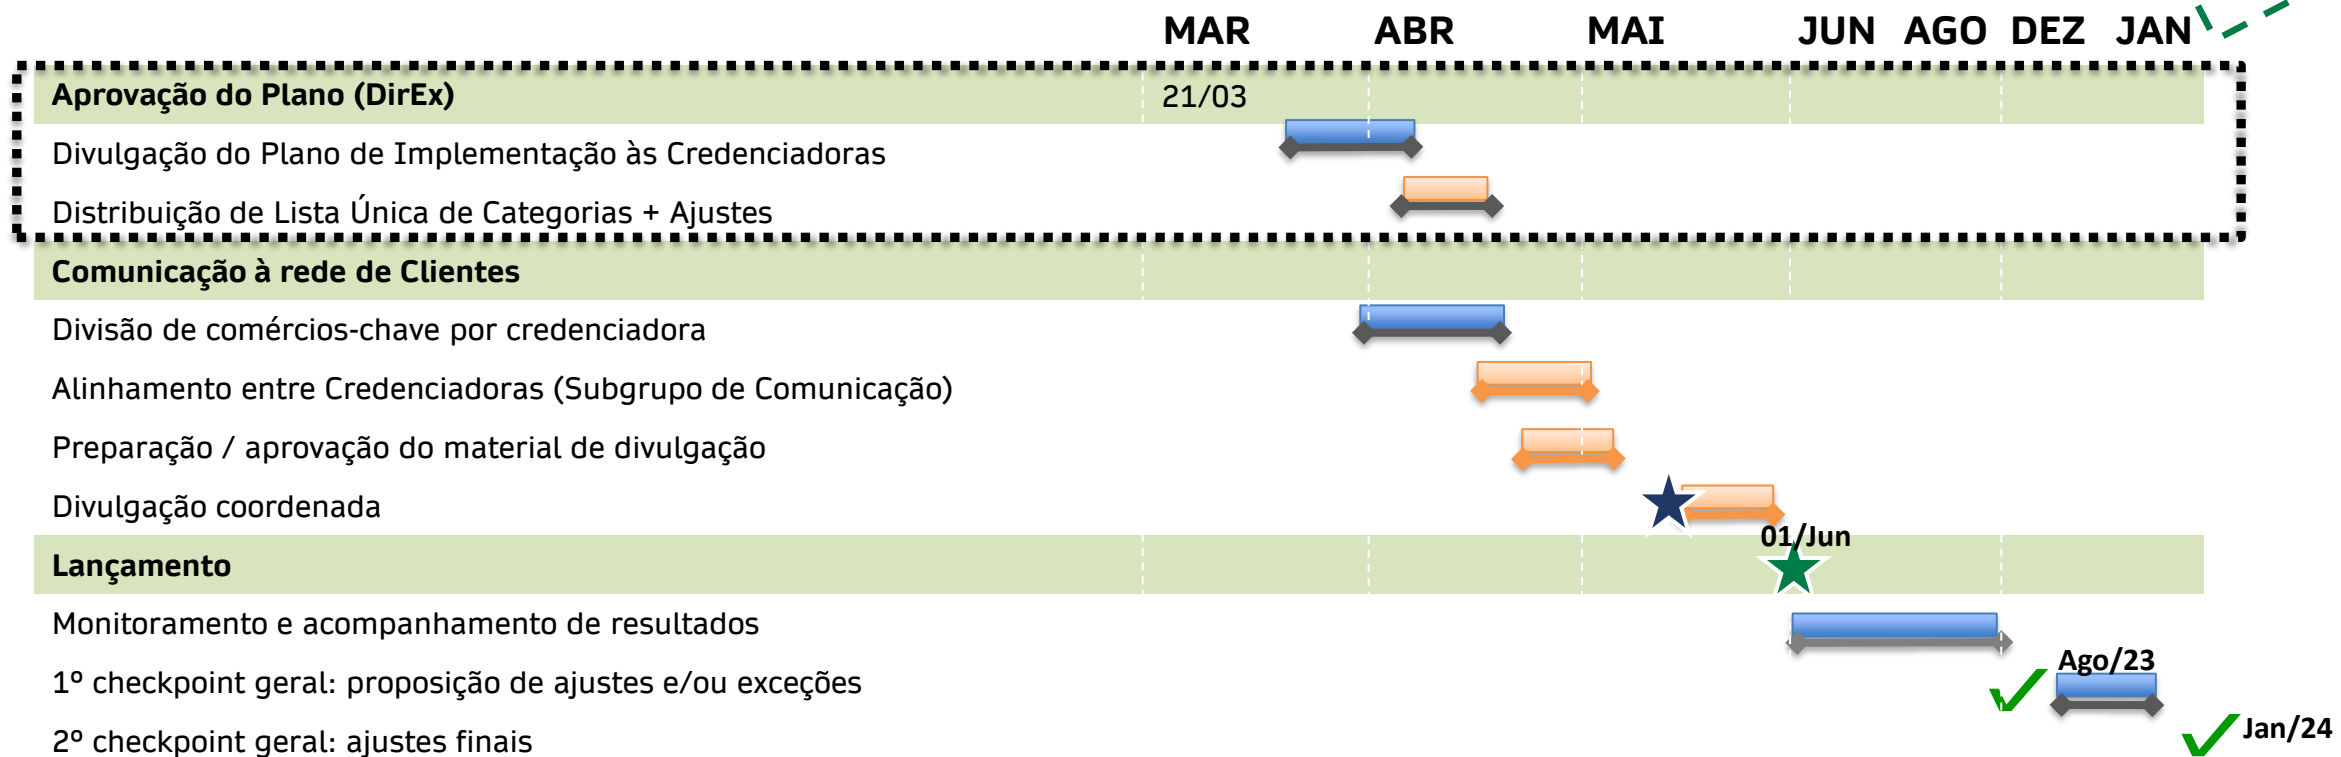 MAR ABR MAI JUN AGO DEZ JAN
Aprovação do Plano (DirEx) 21/03
Divulgação do Plano de Implementação às Credenciadoras
Distribuição de Lista Única de Categorias + Ajustes
Comunicação à rede de Clientes
Divisão de comércios-chave por credenciadora
Alinhamento entre Credenciadoras (Subgrupo de Comunicação)
Preparação / aprovação do material de divulgação
Divulgação coordenada
01/Jun
Lançamento
Monitoramento e acompanhamento de resultados
Ago/23
1º checkpoint geral: proposição de ajustes e/ou exceções
2º checkpoint geral: ajustes finais
Jan/24